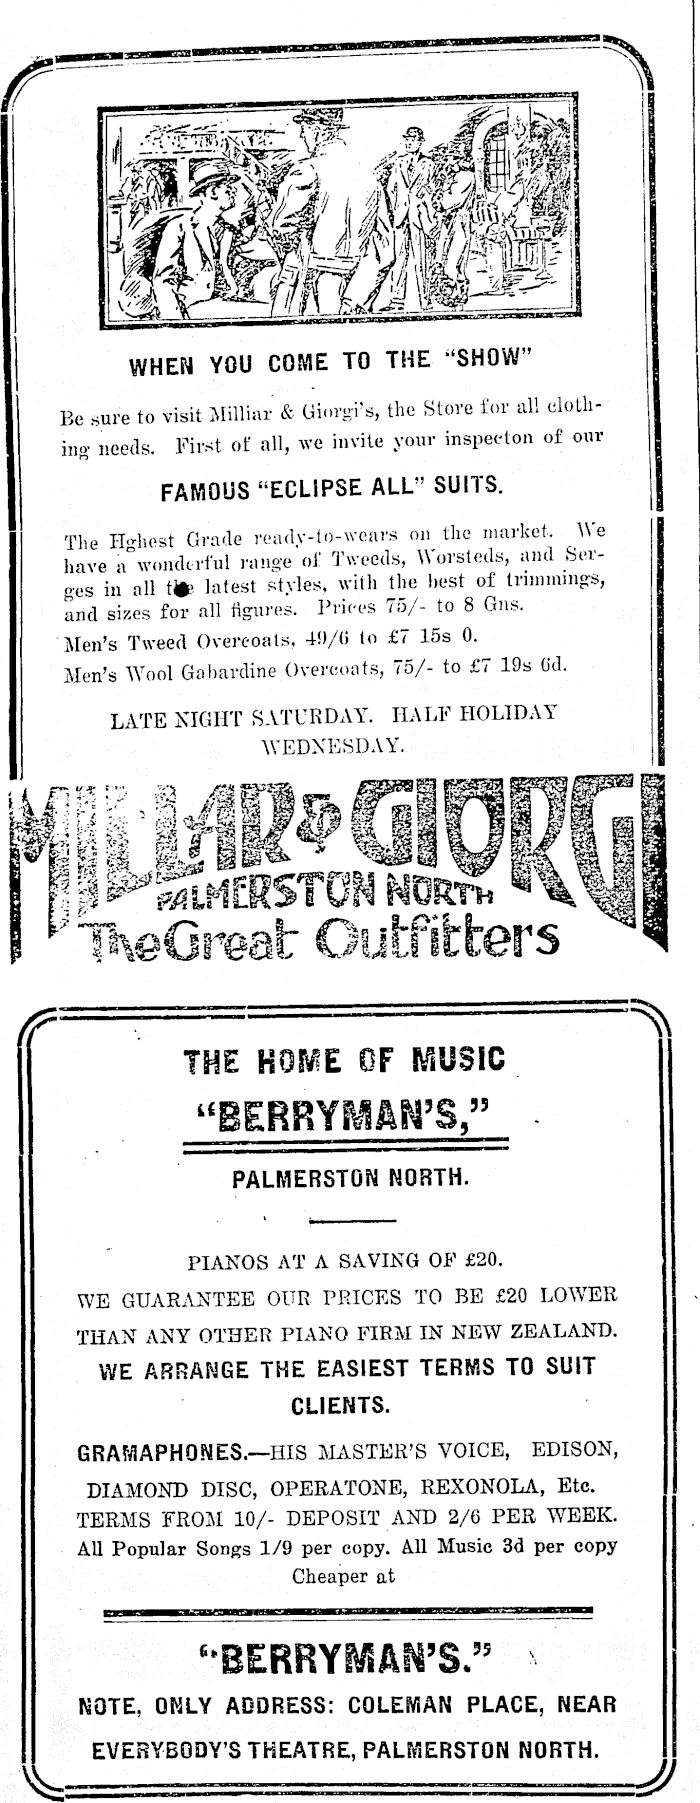 WHEN YOU COME TO THE "SHOW"
Be sure to visit Milliar & Giorgi's, the Store for all cloth-
ing needs. First of all, we invite your inspecton of our
FAMOUS "ECLIPSE ALL" SUITS.
The Hghest Grade ready-to-wears on the market. We
have a wonderful range of Tweeds, Worsteds, and Ser-
ges in all the latest styles, with the best of trimmings,
and sizes for all figures. Prices 75/- to 8 Gns.
Men's Tweed Overcoats, 49/6 to £7 15s 0.
Men's Wool Gabardine Overcoats, 75/- to £7 19s 6d.
LATE NIGHT SATURDAY. HALF HOLIDAY
WEDNESDAY.
MILLAR & GIORGI
PALMERSTON NORTH
The Great Outfitters
THE HOME OF MUSIC
"BERRYMAN'S,"
PALMERSTON NORTH.
PIANOS AT A SAVING OF £20.
WE GUARANTEE OUR PRICES TO BE £20 LOWER
THAN ANY OTHER PIANO FIRM IN NEW ZEALAND.
WE ARRANGE THE EASIEST TERMS TO SUIT
CLIENTS.
GRAMAPHONES.—HIS MASTER'S VOICE, EDISON,
DIAMOND DISC, OPERATONE, REXONOLA, Etc.
TERMS FROM 10/- DEPOSIT AND 2/6 PER WEEK.
All Popular Songs 1/9 per copy. All Music 3d per copy
Cheaper at
"BERRYMAN'S."
NOTE, ONLY ADDRESS: COLEMAN PLACE, NEAR
EVERYBODY'S THEATRE, PALMERSTON NORTH.